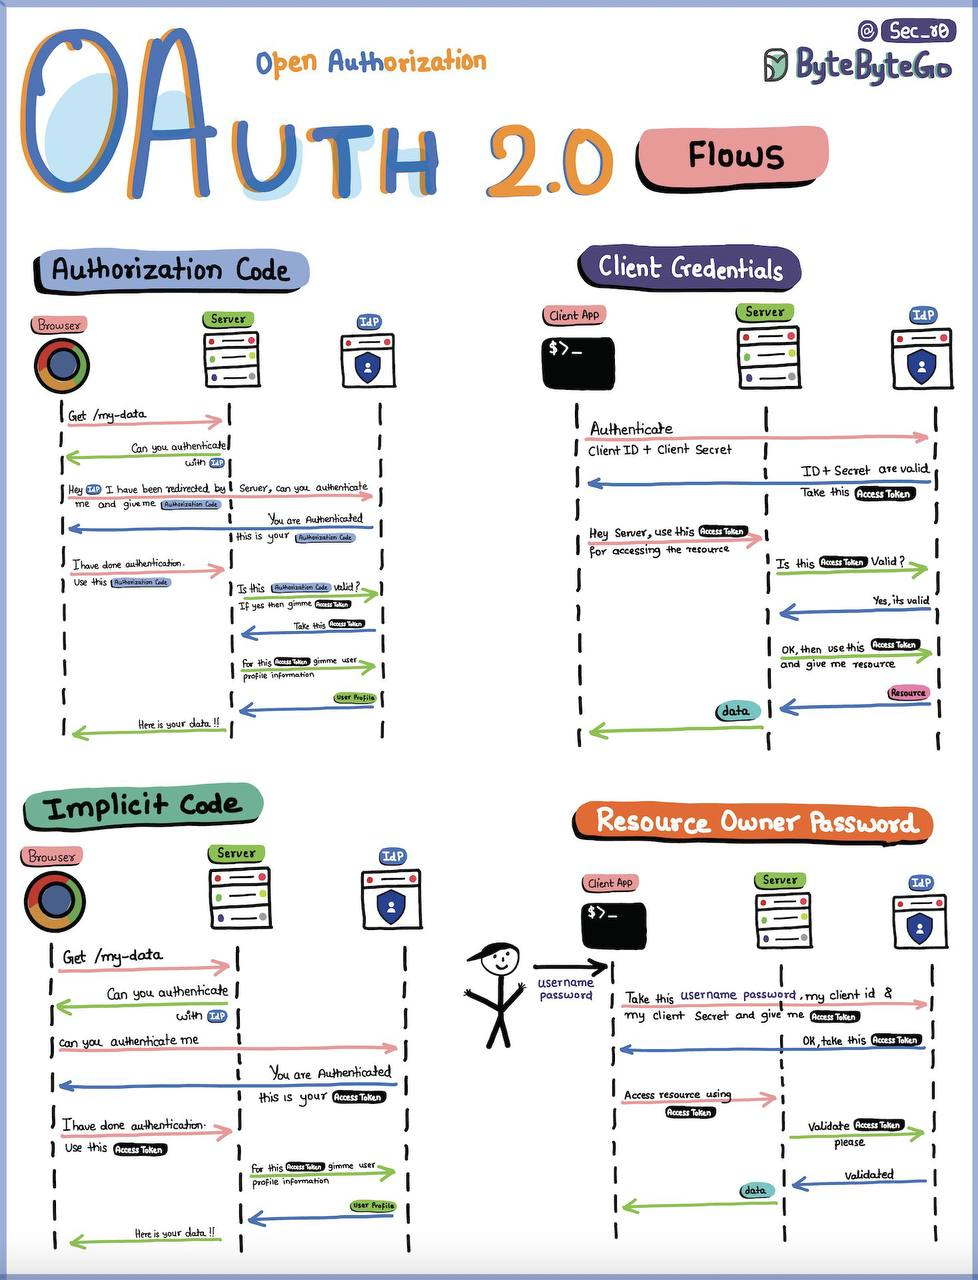 OAUTH 2.0
Open Authorization
@ Sec_r0
ByteByteGo
Flows
Authorization Code
Browser
Server
IdP
Get /my-data
Can you authenticate
with IdP
Hey IdP I have been redirected by Server, can you authenticate
me and give me Authorization Code
You are Authenticated
this is your Authorization Code
I have done authentication.
Use this Authorization Code
Is this Authorization Code valid?
If yes then gimme Access Token
Take this Access Token
For this Access Token gimme user
profile information
User Profile
Here is your data !!
Client Credentials
Client App
Server
IdP
$>_
Authenticate
Client ID + Client Secret
ID + Secret are valid
Take this Access Token
Hey Server, use this Access Token
for accessing the resource
Is this Access Token Valid?
Yes, its valid
OK, then use this Access Token
and give me resource
Resource
data
Implicit Code
Browser
Server
IdP
Get /my-data
Can you authenticate
with IdP
can you authenticate me
You are Authenticated
this is your Access Token
I have done authentication.
Use this Access Token
For this Access Token gimme user
profile information
User Profile
Here is your data !!
Resource Owner Password
Client App
Server
IdP
$>_
username
password
Take this username password, my client id &
my client Secret and give me Access Token
OK, take this Access Token
Access resource using
Access Token
Validate Access Token
please
Validated
data